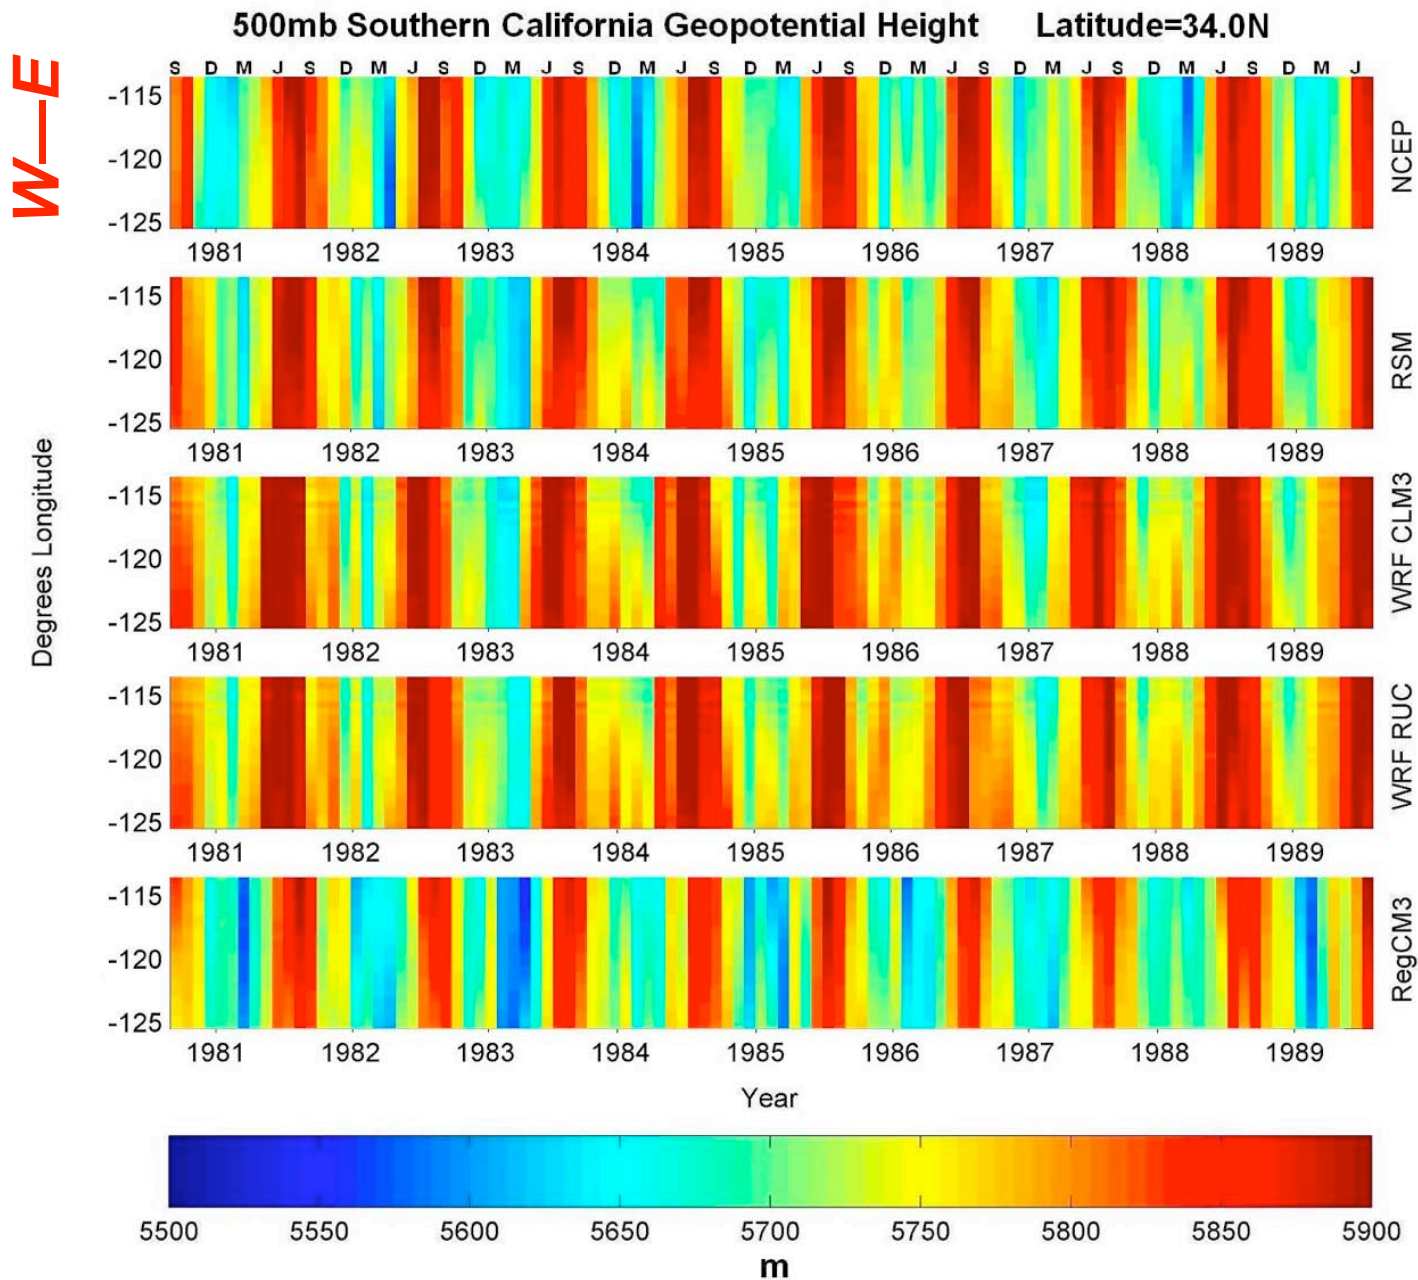 500mb Southern California Geopotential Height Latitude=34.0N
W—E
S D M J S D M J S D M J S D M J S D M J S D M J S D M J S D M J S D M J
-115
-120
-125
NCEP
1981 1982 1983 1984 1985 1986 1987 1988 1989
-115
-120
-125
RSM
1981 1982 1983 1984 1985 1986 1987 1988 1989
Degrees Longitude
-115
-120
-125
WRF CLM3
1981 1982 1983 1984 1985 1986 1987 1988 1989
-115
-120
-125
WRF RUC
1981 1982 1983 1984 1985 1986 1987 1988 1989
-115
-120
-125
RegCM3
1981 1982 1983 1984 1985 1986 1987 1988 1989
Year
5500 5550 5600 5650 5700 5750 5800 5850 5900
m